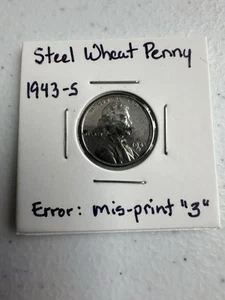 Steel Wheat Penny
1943-S
Error: mis-print "3"